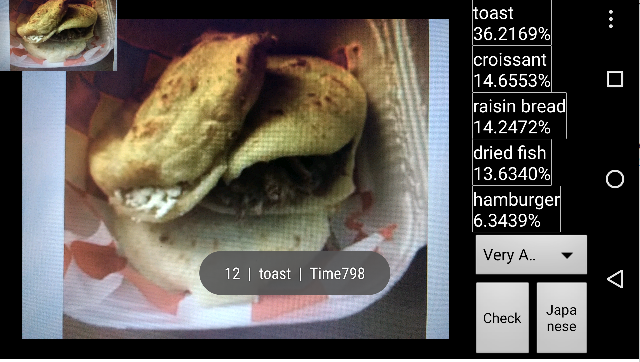 toast
36.2169%
croissant
14.6553%
raisin bread
14.2472%
dried fish
13.6340%
hamburger
6.3439%
12 | toast | Time798
Very A..
Check
Japa
nese